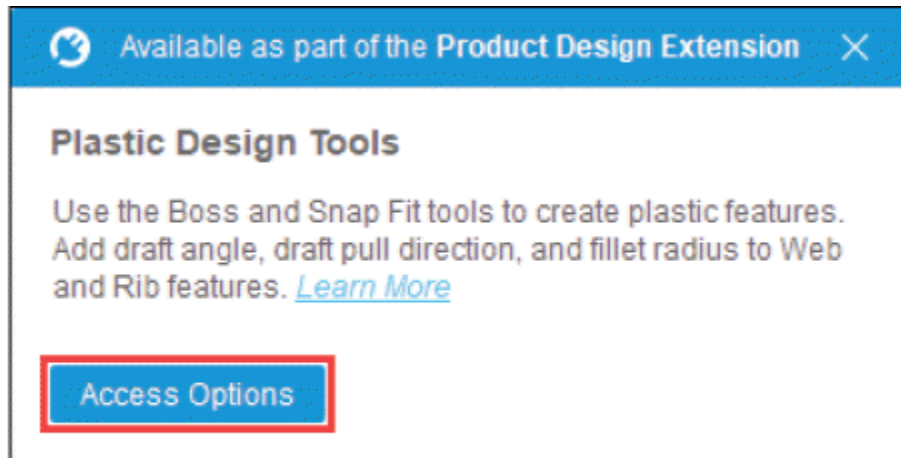 Available as part of the Product Design Extension
Plastic Design Tools
Use the Boss and Snap Fit tools to create plastic features.
Add draft angle, draft pull direction, and fillet radius to Web
and Rib features. Learn More
Access Options